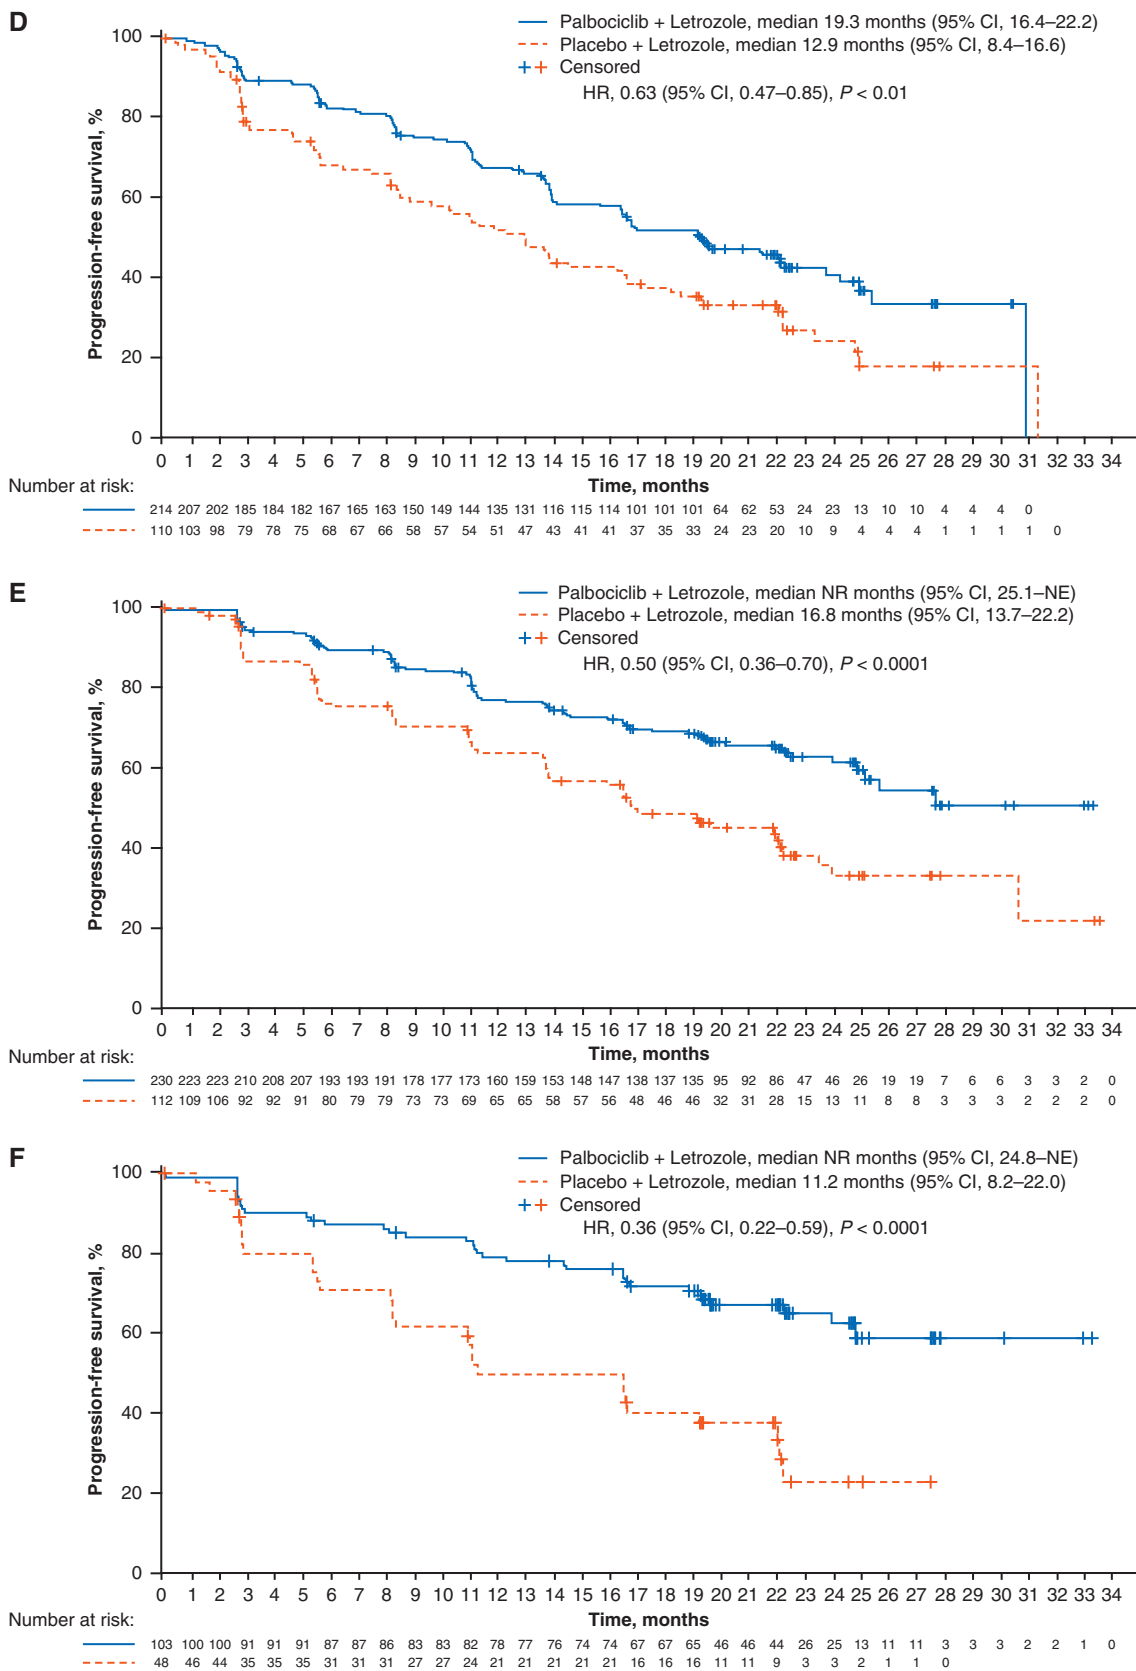 D
Palbociclib + Letrozole, median 19.3 months (95% CI, 16.4–22.2)
Placebo + Letrozole, median 12.9 months (95% CI, 8.4–16.6)
Censored
HR, 0.63 (95% CI, 0.47–0.85), P < 0.01
Progression-free survival, %
100
80
60
40
20
0
0 1 2 3 4 5 6 7 8 9 10 11 12 13 14 15 16 17 18 19 20 21 22 23 24 25 26 27 28 29 30 31 32 33 34
Number at risk:
Time, months
214 207 202 185 184 182 167 165 163 150 149 144 135 131 116 115 114 101 101 101 64 62 53 24 23 13 10 10 4 4 4 0
110 103 98 79 78 75 68 67 66 58 57 54 51 47 43 41 41 37 35 33 24 23 20 10 9 4 4 4 1 1 1 1 0
E
Palbociclib + Letrozole, median NR months (95% CI, 25.1–NE)
Placebo + Letrozole, median 16.8 months (95% CI, 13.7–22.2)
Censored
HR, 0.50 (95% CI, 0.36–0.70), P < 0.0001
Progression-free survival, %
100
80
60
40
20
0
0 1 2 3 4 5 6 7 8 9 10 11 12 13 14 15 16 17 18 19 20 21 22 23 24 25 26 27 28 29 30 31 32 33 34
Number at risk:
Time, months
230 223 223 210 208 207 193 193 191 178 177 173 160 159 153 148 147 138 137 135 95 92 86 47 46 26 19 19 7 6 6 3 3 2 0
112 109 106 92 92 91 80 79 79 73 73 69 65 65 58 57 56 48 46 46 32 31 28 15 13 11 8 8 3 3 3 2 2 2 0
F
Palbociclib + Letrozole, median NR months (95% CI, 24.8–NE)
Placebo + Letrozole, median 11.2 months (95% CI, 8.2–22.0)
Censored
HR, 0.36 (95% CI, 0.22–0.59), P < 0.0001
Progression-free survival, %
100
80
60
40
20
0
0 1 2 3 4 5 6 7 8 9 10 11 12 13 14 15 16 17 18 19 20 21 22 23 24 25 26 27 28 29 30 31 32 33 34
Number at risk:
Time, months
103 100 100 91 91 91 87 87 86 83 83 82 78 77 76 74 74 67 67 65 46 46 44 26 25 13 11 11 3 3 3 2 2 1 0
48 46 44 35 35 35 31 31 31 27 27 24 21 21 21 21 21 16 16 16 11 11 9 3 3 2 1 1 0